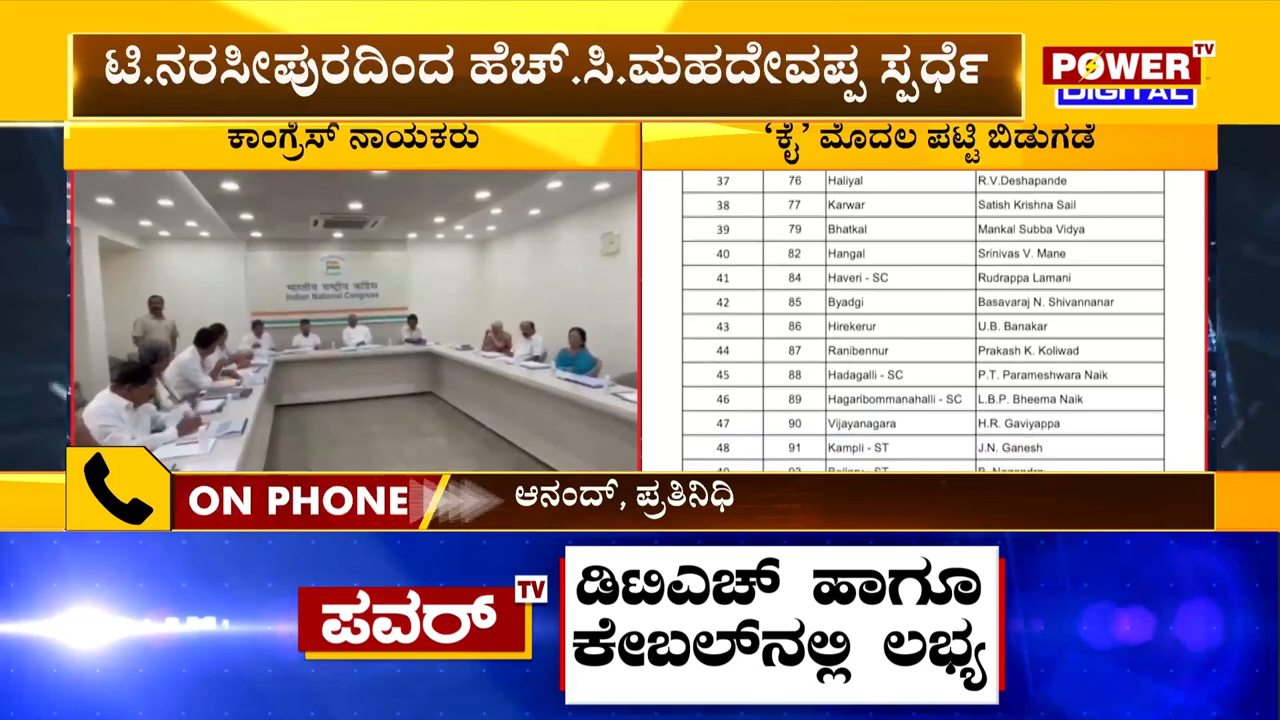 ಟಿ.ನರಸೀಪುರದಿಂದ ಹೆಚ್.ಸಿ.ಮಹದೇವಪ್ಪ ಸ್ಪರ್ಧೆ
POWER TV
DIGITAL
ಕಾಂಗ್ರೆಸ್ ನಾಯಕರು
'ಕೈ' ಮೊದಲ ಪಟ್ಟಿ ಬಿಡುಗಡೆ
भारतीय राष्ट्रीय कांग्रेस
Indian National Congress
37 76 Haliyal R.V.Deshapande
38 77 Karwar Satish Krishna Sail
39 79 Bhatkal Mankal Subba Vidya
40 82 Hangal Srinivas V. Mane
41 84 Haveri - SC Rudrappa Lamani
42 85 Byadgi Basavaraj N. Shivannanar
43 86 Hirekerur U.B. Banakar
44 87 Ranibennur Prakash K. Koliwad
45 88 Hadagalli - SC P.T. Parameshwara Naik
46 89 Hagaribommanahalli - SC L.B.P. Bheema Naik
47 90 Vijayanagara H.R. Gaviyappa
48 91 Kampli - ST J.N. Ganesh
ON PHONE
ಆನಂದ್, ಪ್ರತಿನಿಧಿ
ಪವರ್ TV
ಡಿಟಿಎಚ್ ಹಾಗೂ
ಕೇಬಲ್‌ನಲ್ಲಿ ಲಭ್ಯ